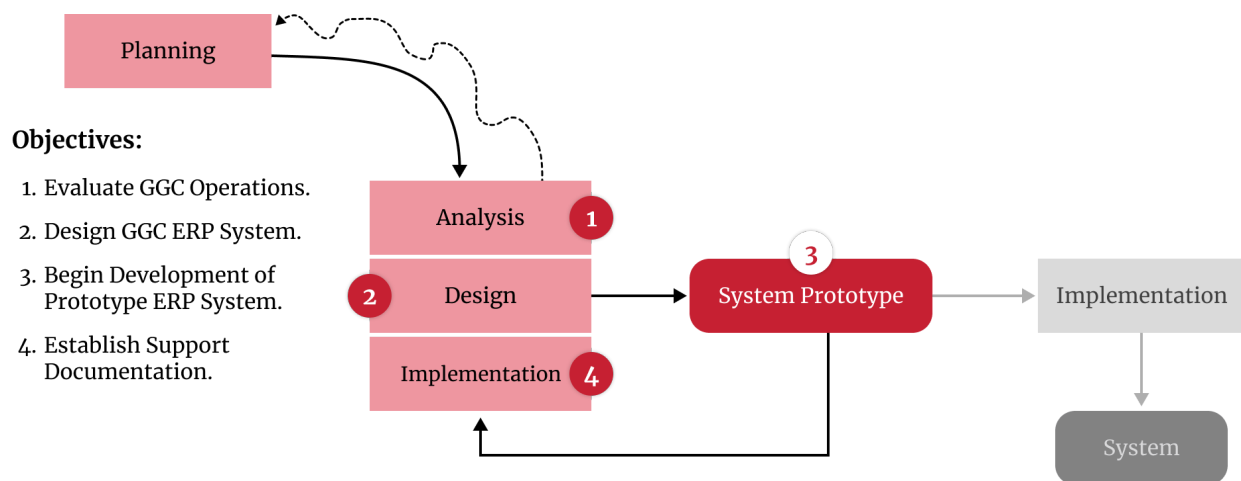 Planning
Objectives:
1. Evaluate GGC Operations.
2. Design GGC ERP System.
3. Begin Development of
Prototype ERP System.
4. Establish Support
Documentation.
Analysis
1
2
Design
Implementation
4
3
System Prototype
Implementation
System